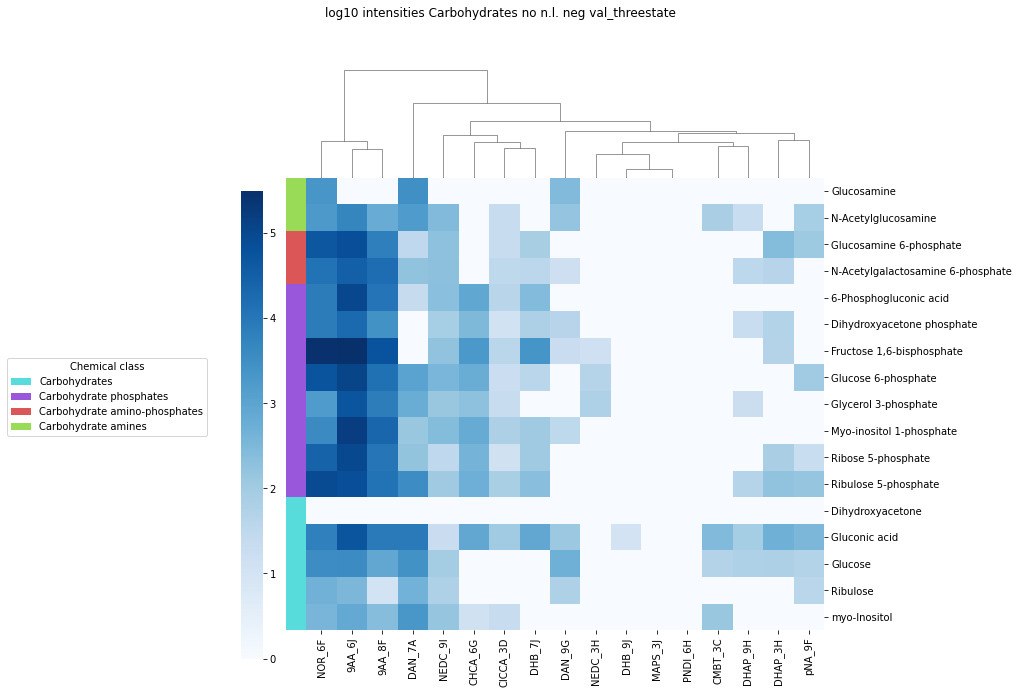 log10 intensities Carbohydrates no n.l. neg val_threestate
Glucosamine
N-Acetylglucosamine
Glucosamine 6-phosphate
N-Acetylgalactosamine 6-phosphate
6-Phosphogluconic acid
Dihydroxyacetone phosphate
Fructose 1,6-bisphosphate
Glucose 6-phosphate
Glycerol 3-phosphate
Myo-inositol 1-phosphate
Ribose 5-phosphate
Ribulose 5-phosphate
Dihydroxyacetone
Gluconic acid
Glucose
Ribulose
myo-Inositol
5
4
3
2
1
0
Chemical class
Carbohydrates
Carbohydrate phosphates
Carbohydrate amino-phosphates
Carbohydrate amines
NOR_6F
9AA_6J
9AA_8F
DAN_7A
NEDC_9I
CHCA_6G
CICCA_3D
DHB_7J
DAN_9G
NEDC_3H
DHB_9J
MAPS_3J
PNDI_6H
CMBT_3C
DHAP_9H
DHAP_3H
pNA_9F